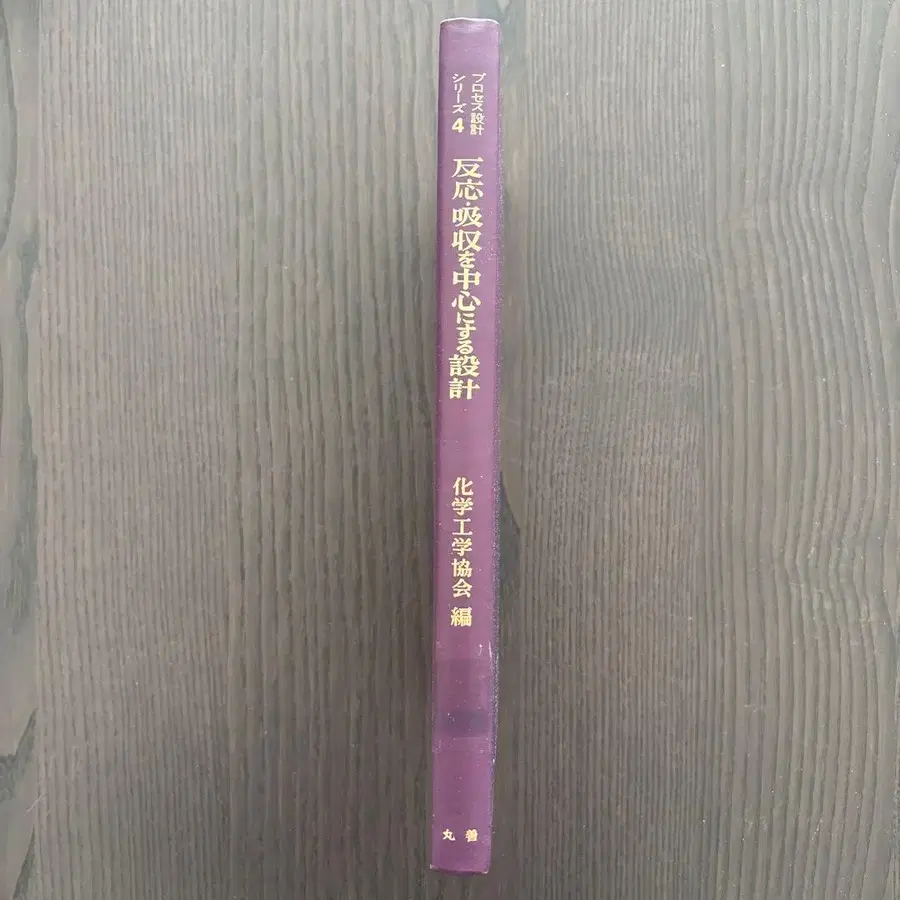 プロセス設計
シリーズ4
反応・吸収を中心にする設計
化学工学協会 編
丸善